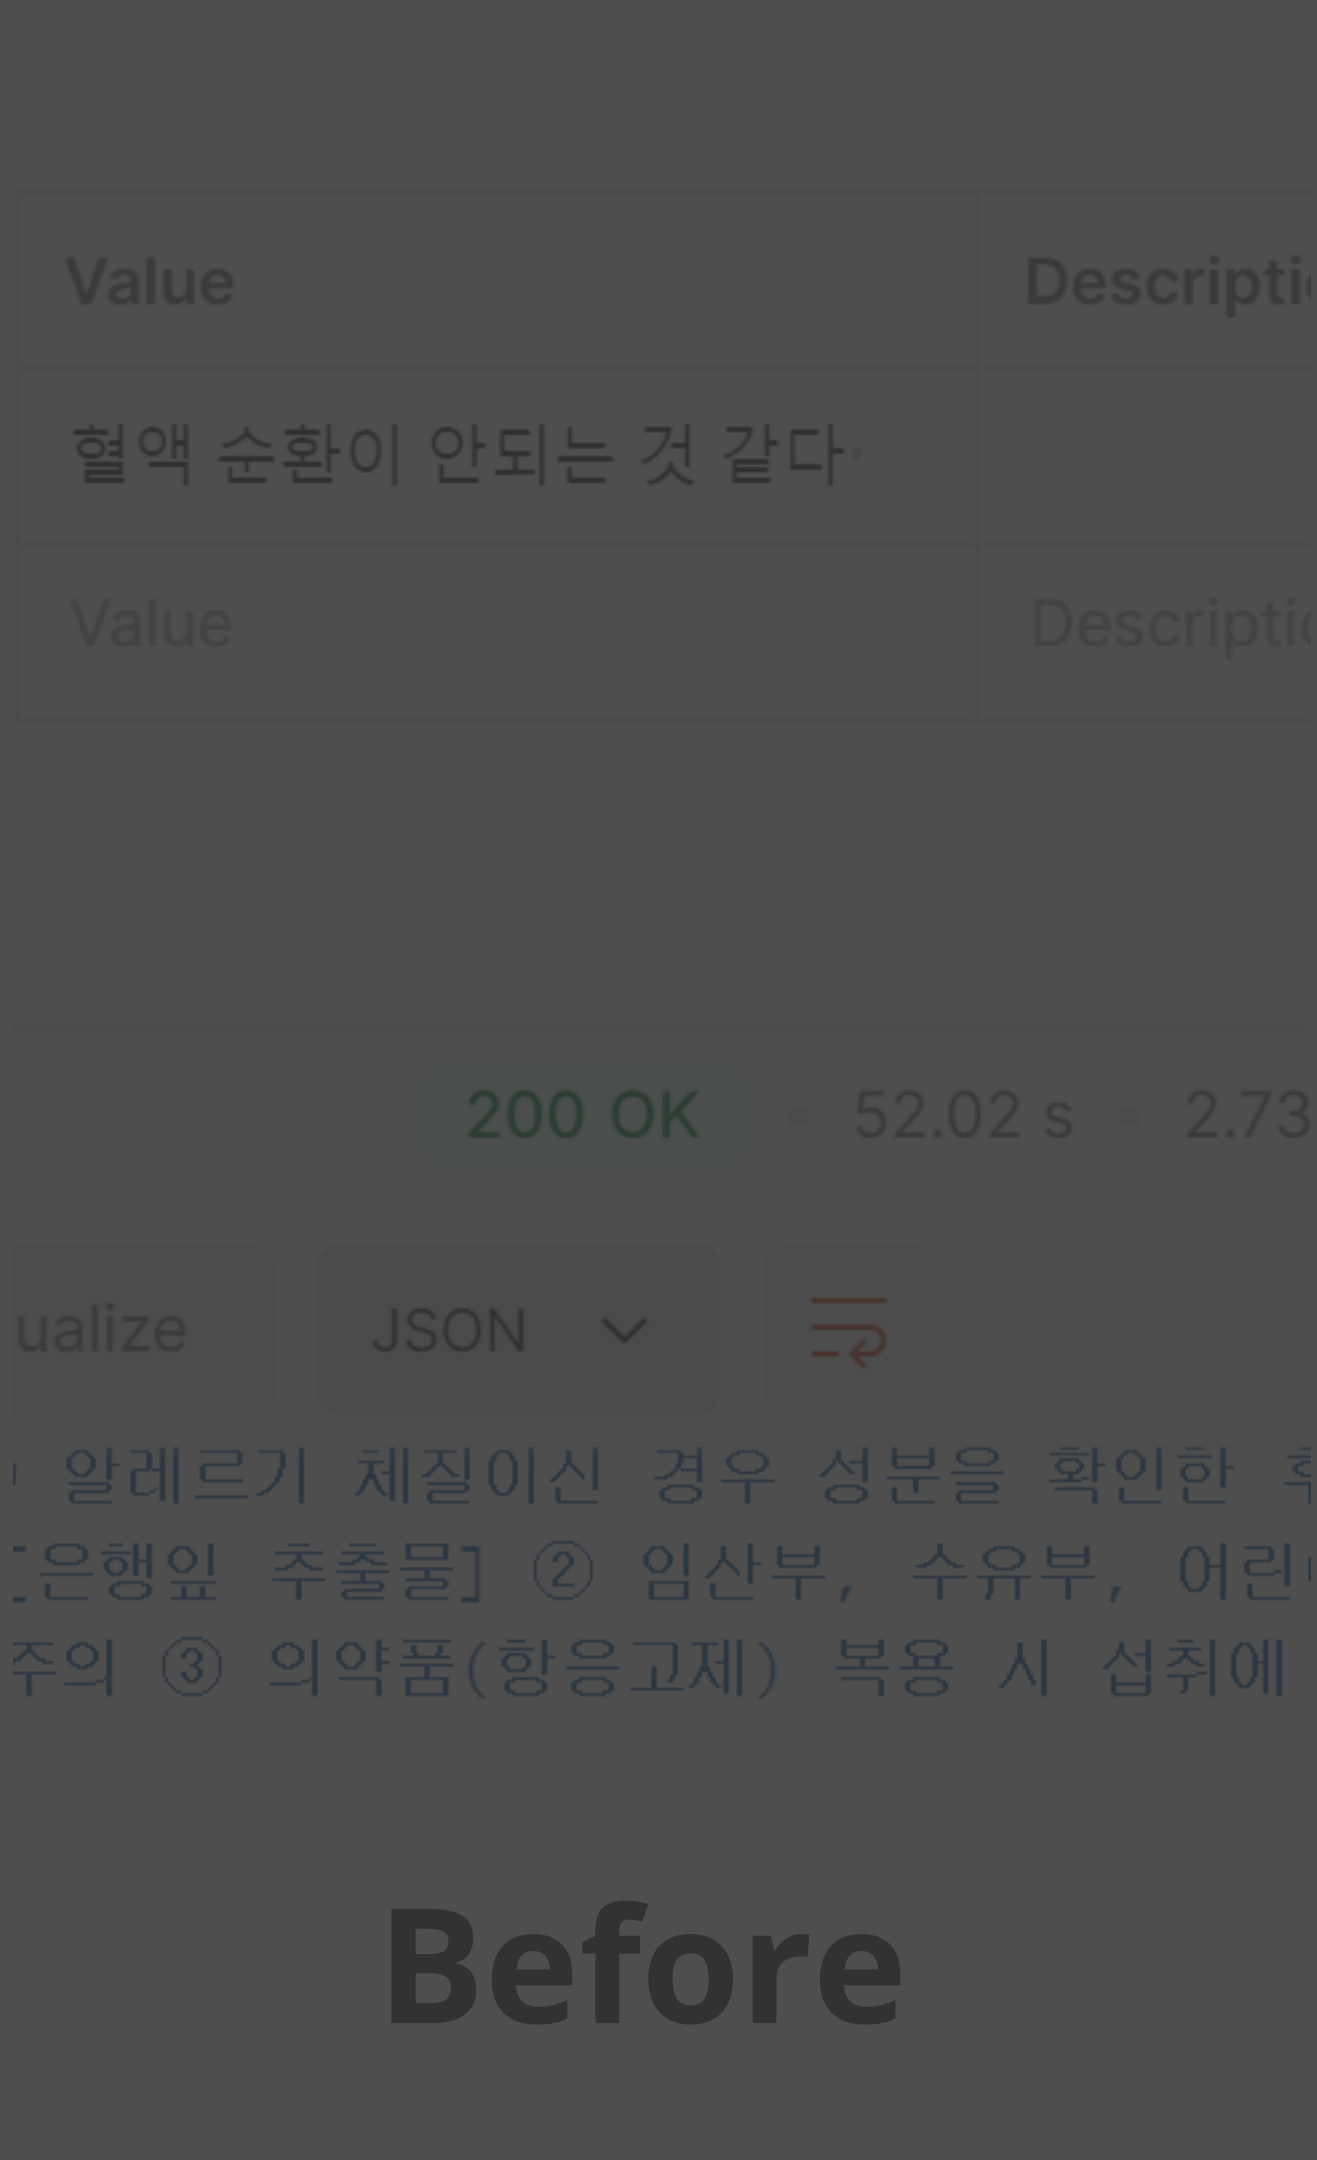 Value Descripti
혈액 순환이 안되는 것 같다
Value Descripti
200 OK • 52.02 s • 2.73
ualize JSON
알레르기 체질이신 경우 성분을 확인한
[은행잎 추출물] ② 임산부, 수유부, 어린
주의 ③ 의약품(항응고제) 복용 시 섭취에
Before